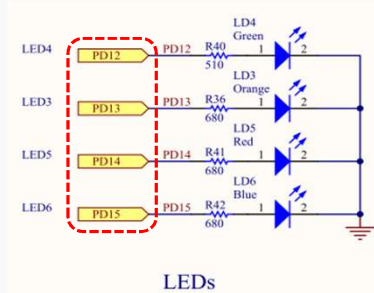 LD4
Green
LED4 PD12 PD12 R40 1 2
510
LD3
Orange
LED3 PD13 PD13 R36 1 2
680
LD5
Red
LED5 PD14 PD14 R41 1 2
680
LD6
Blue
LED6 PD15 PD15 R42 1 2
680
LEDs